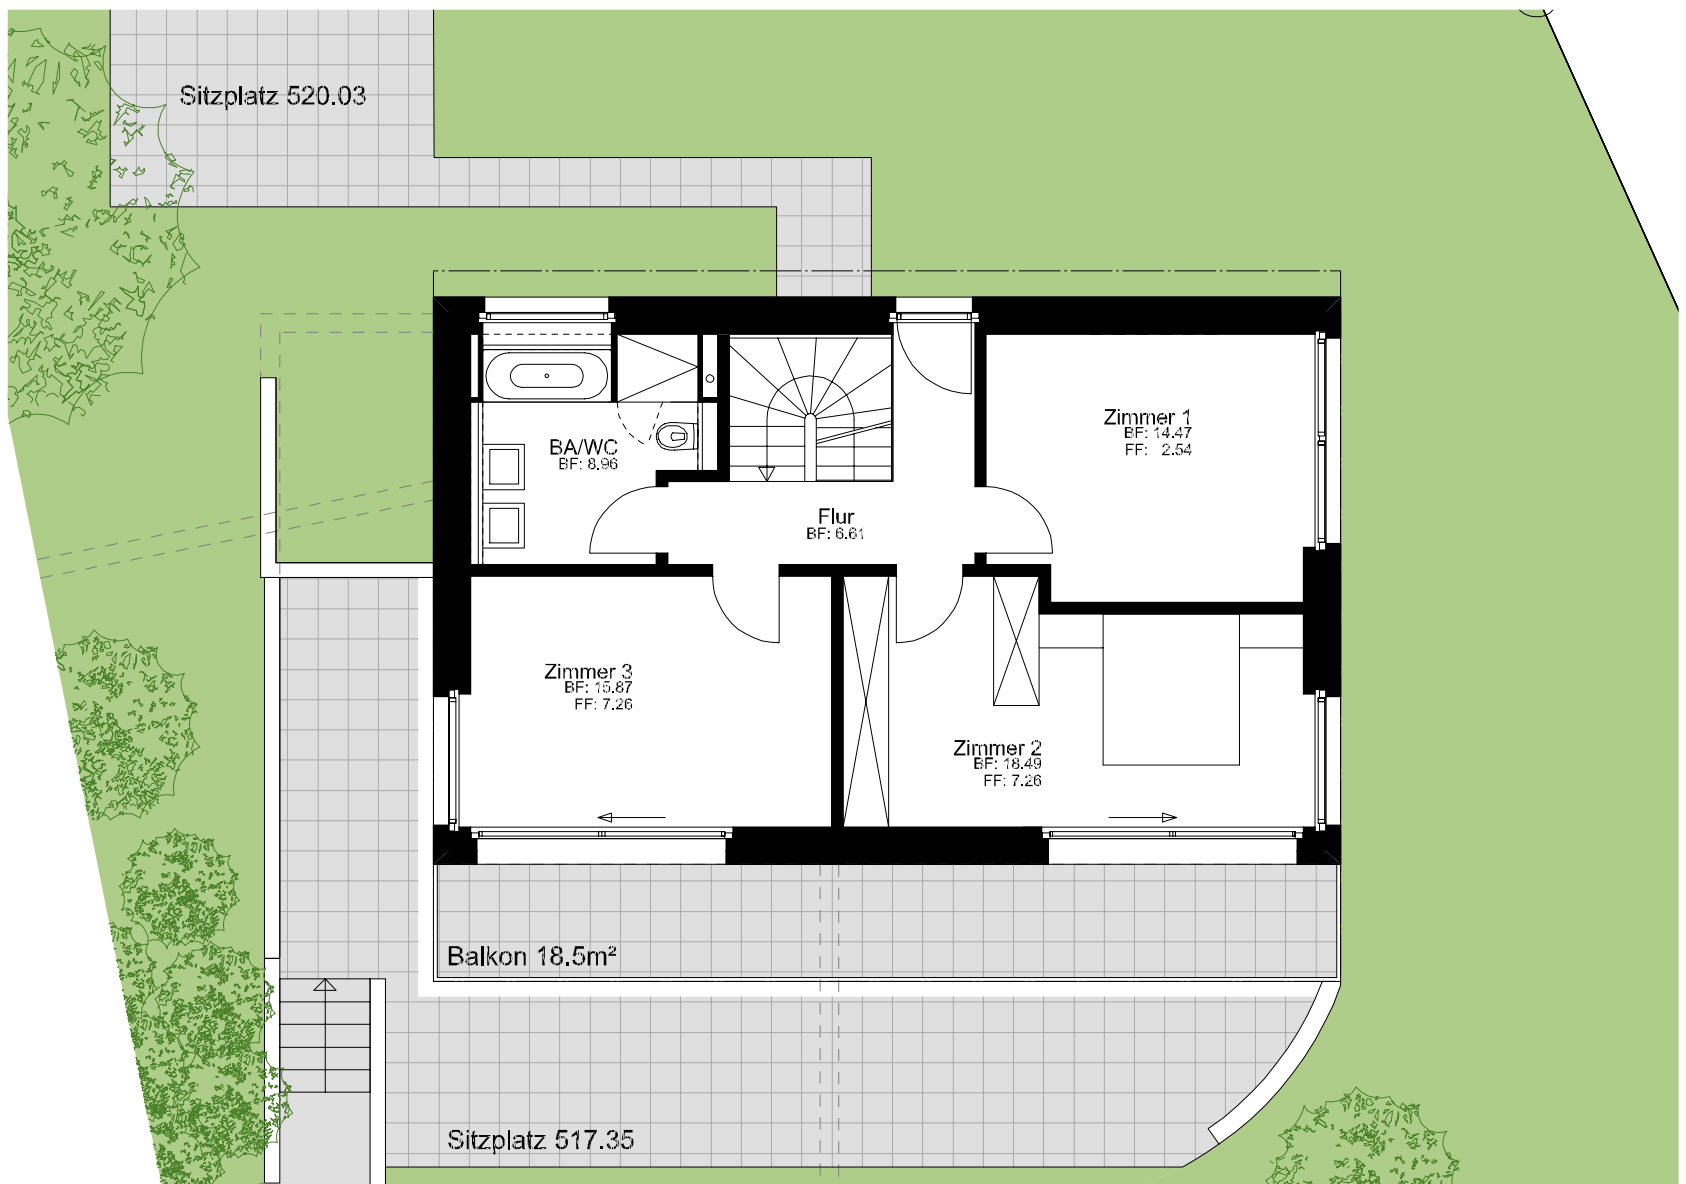 Sitzplatz 520.03
Zimmer 1
BF: 14.47
FF: 2.54
BA/WC
BF: 8.96
Flur
BF: 6.61
Zimmer 3
BF: 15.87
FF: 7.26
Zimmer 2
BF: 18.49
FF: 7.26
Balkon 18.5m²
Sitzplatz 517.35